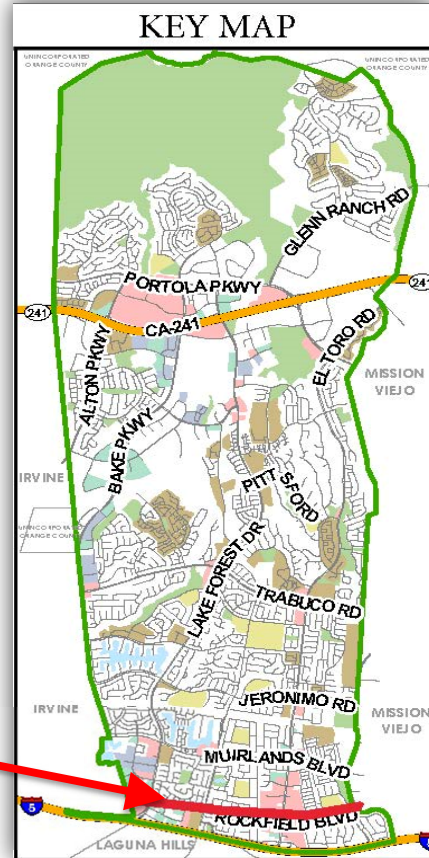 KEY MAP
UNINCORPORATED
ORANGE COUNTY
UNINCORPORATED
ORANGE COUNTY
GLENN RANCH RD
PORTOLA PKWY
241
241
CA-241
EL TORO RD
ALTON PKWY
MISSION
VIEJO
BAKE PKWY
IRVINE
PITTSFORD
UNINCORPORATED
ORANGE COUNTY
LAKE FOREST DR
TRABUCO RD
JERONIMO RD
IRVINE
MISSION
VIEJO
MUIRLANDS BLVD
5
ROCKFIELD BLVD
LAGUNA HILLS